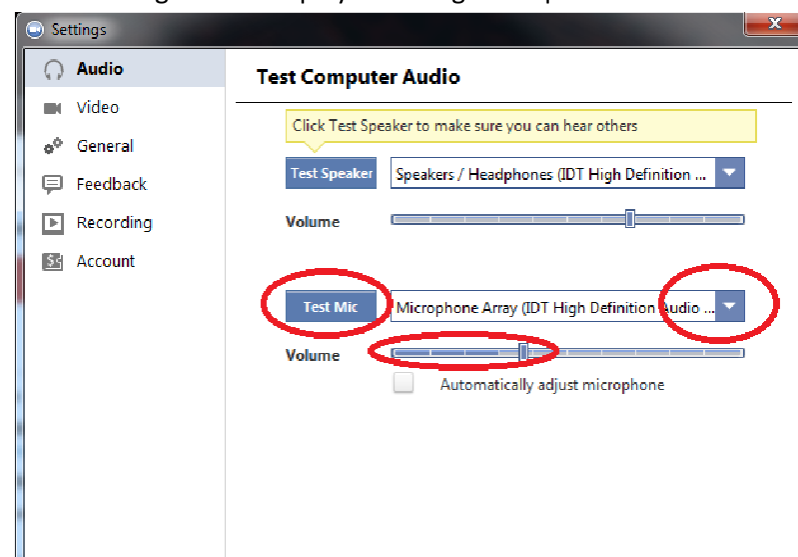 Settings
Audio
Video
General
Feedback
Recording
Account
Test Computer Audio
Click Test Speaker to make sure you can hear others
Test Speaker Speakers / Headphones (IDT High Definition ...
Volume
Test Mic Microphone Array (IDT High Definition Audio ...
Volume
Automatically adjust microphone